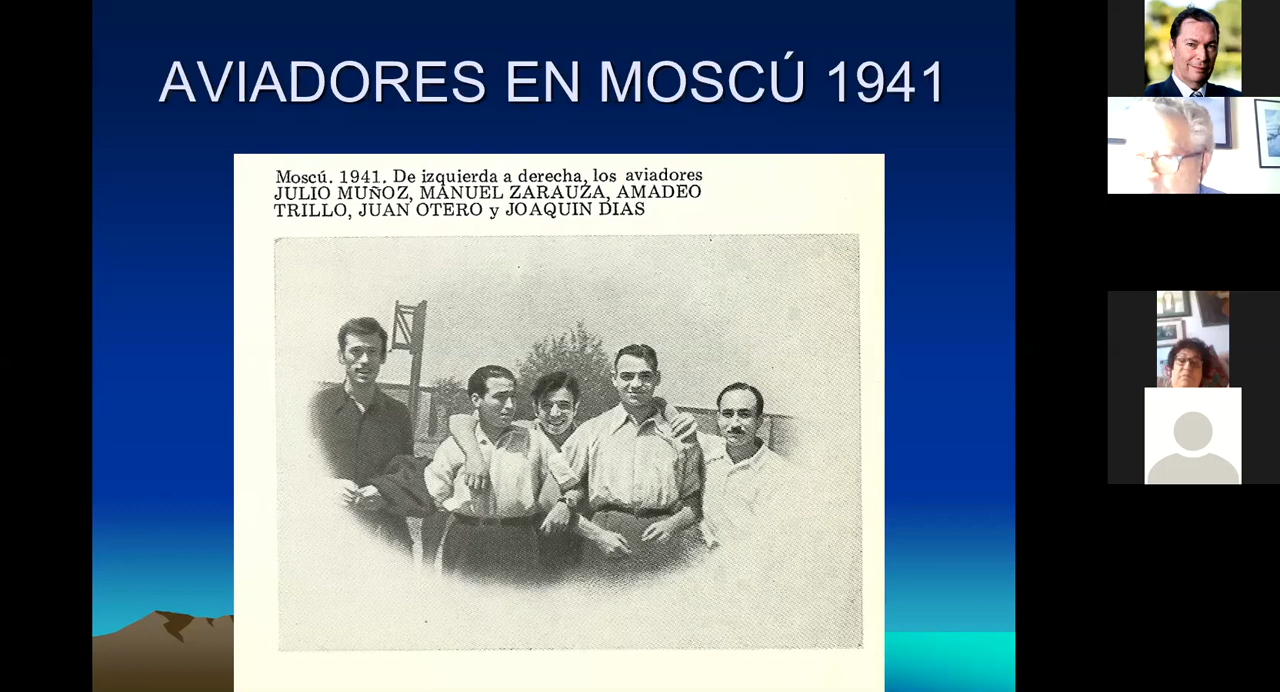 AVIADORES EN MOSCÚ 1941
Moscú. 1941. De izquierda a derecha, los aviadores
JULIO MUÑOZ, MANUEL ZARAUZA, AMADEO
TRILLO, JUAN OTERO y JOAQUIN DIAS